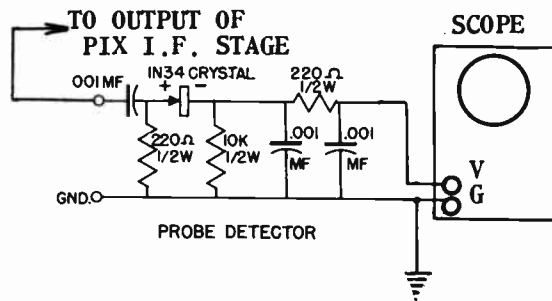 TO OUTPUT OF
PIX I.F. STAGE
SCOPE
.001 MF
IN34 CRYSTAL
+ -
220Ω
1/2W
220Ω
1/2W
10K
1/2W
.001
MF
.001
MF
V
G
GND.
PROBE DETECTOR